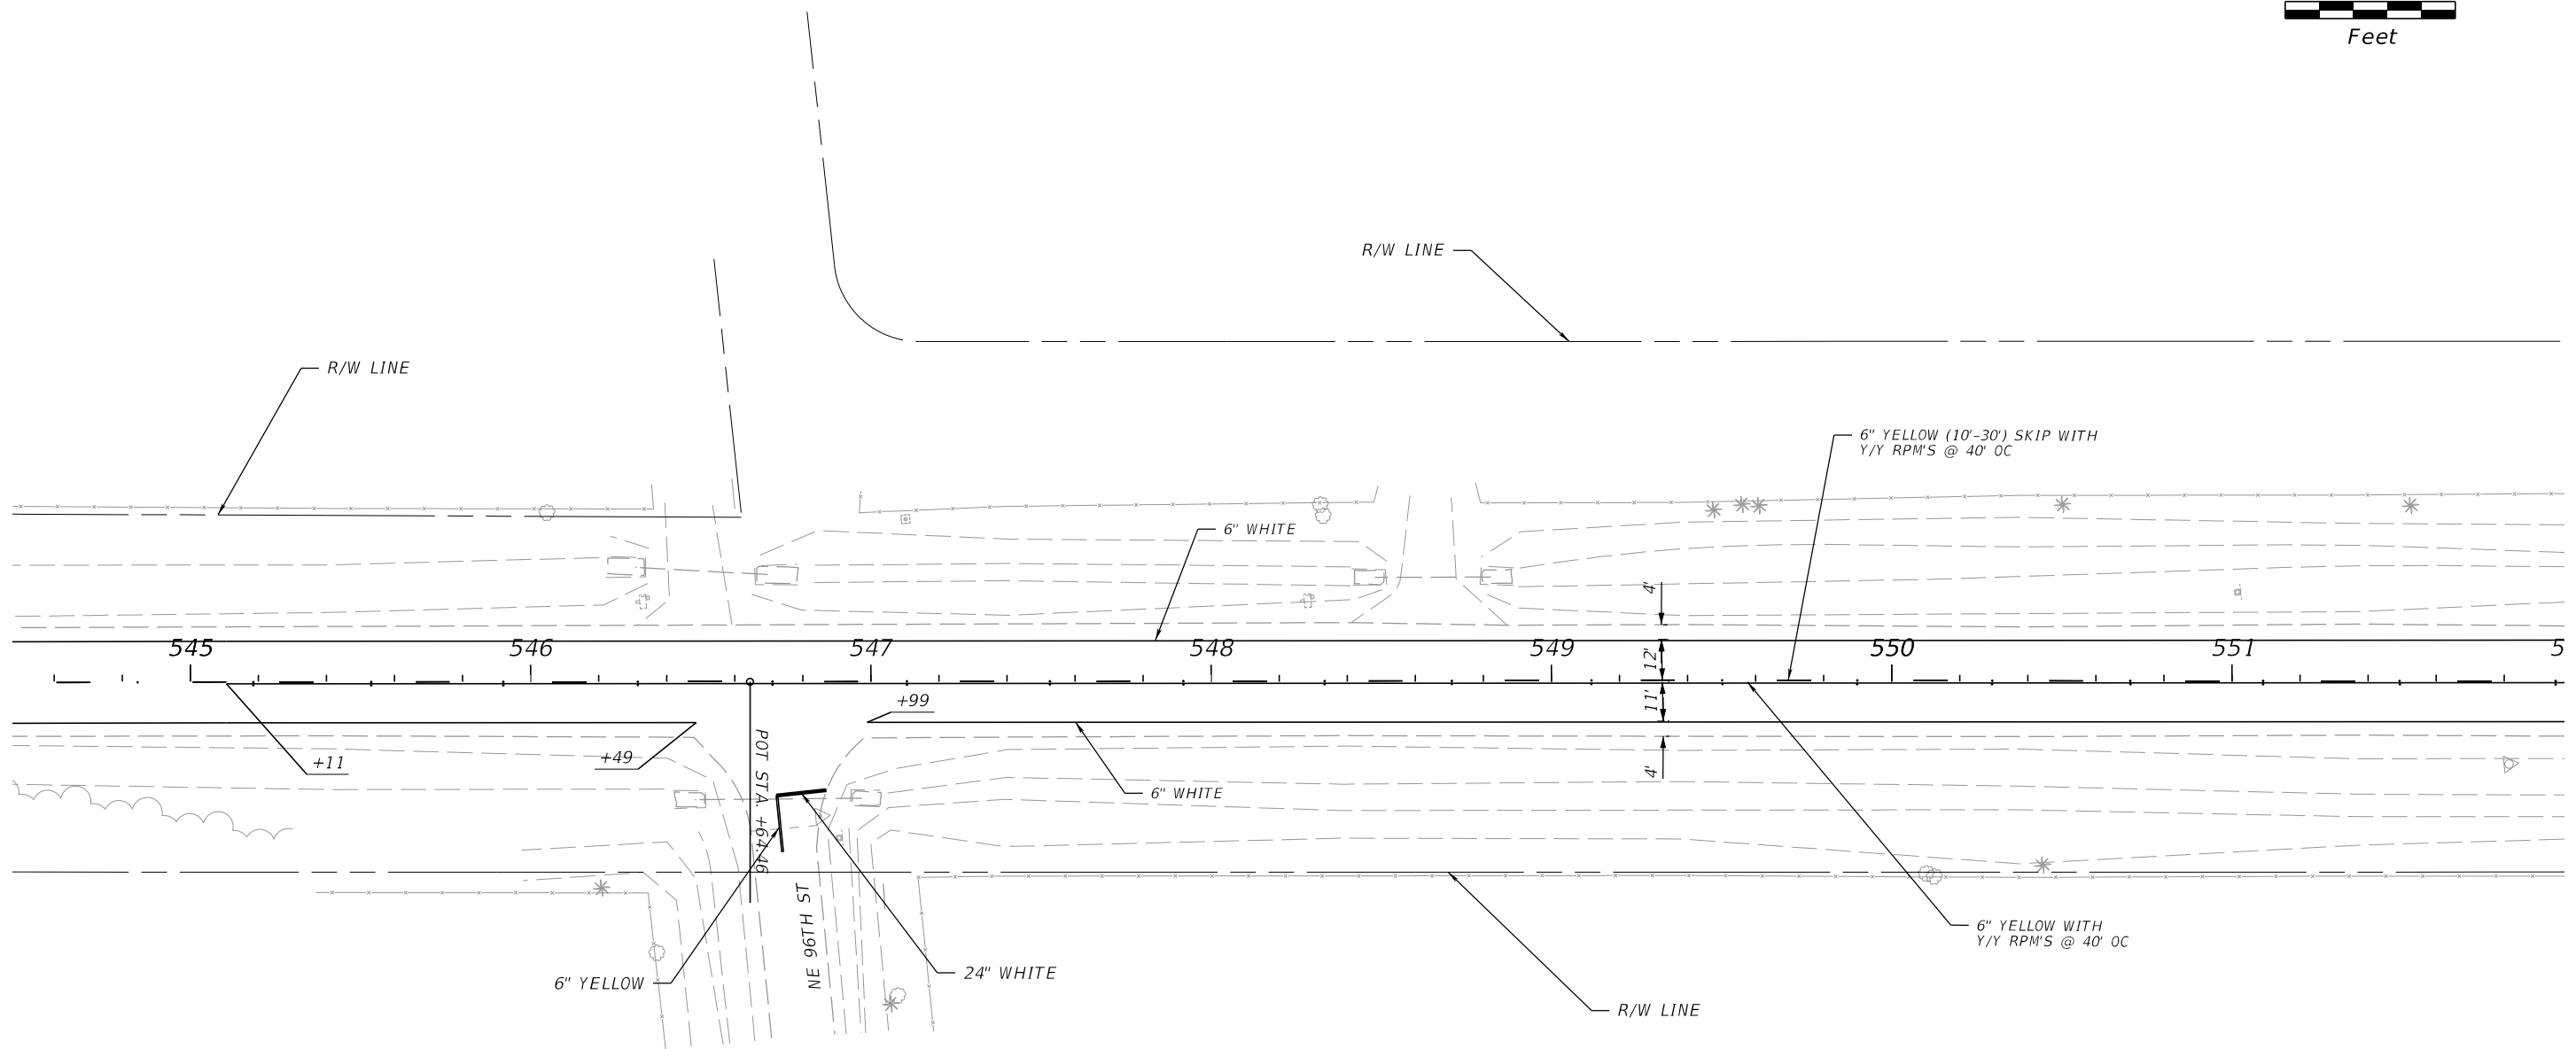 Feet
R/W LINE
R/W LINE
6" YELLOW (10'-30') SKIP WITH
Y/Y RPM'S @ 40' OC
6" WHITE
4'
545
546
547
548
549
550
551
5
12'
11'
+99
+11
+49
4'
6" WHITE
POT STA. +64.46
NE 96TH ST
6" YELLOW WITH
Y/Y RPM'S @ 40' OC
24" WHITE
6" YELLOW
R/W LINE